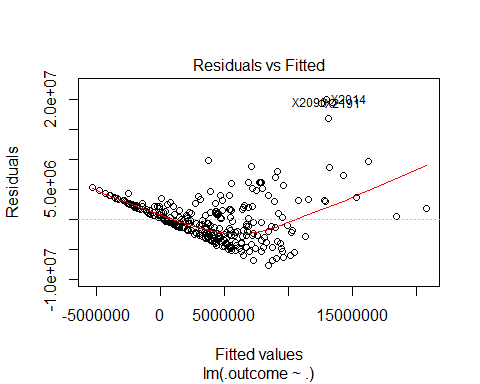 Residuals vs Fitted
Residuals
2.0e+07
5.0e+06
-1.0e+07
X2014
X2191
-5000000 0 5000000 15000000
Fitted values
lm(.outcome ~ .)